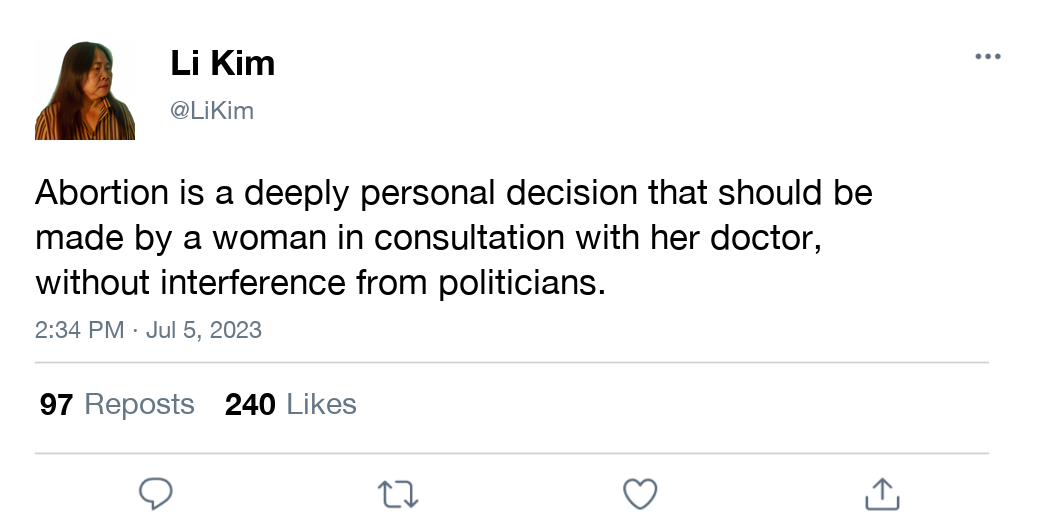 Li Kim
@LiKim
Abortion is a deeply personal decision that should be
made by a woman in consultation with her doctor,
without interference from politicians.
2:34 PM · Jul 5, 2023
97 Reposts 240 Likes